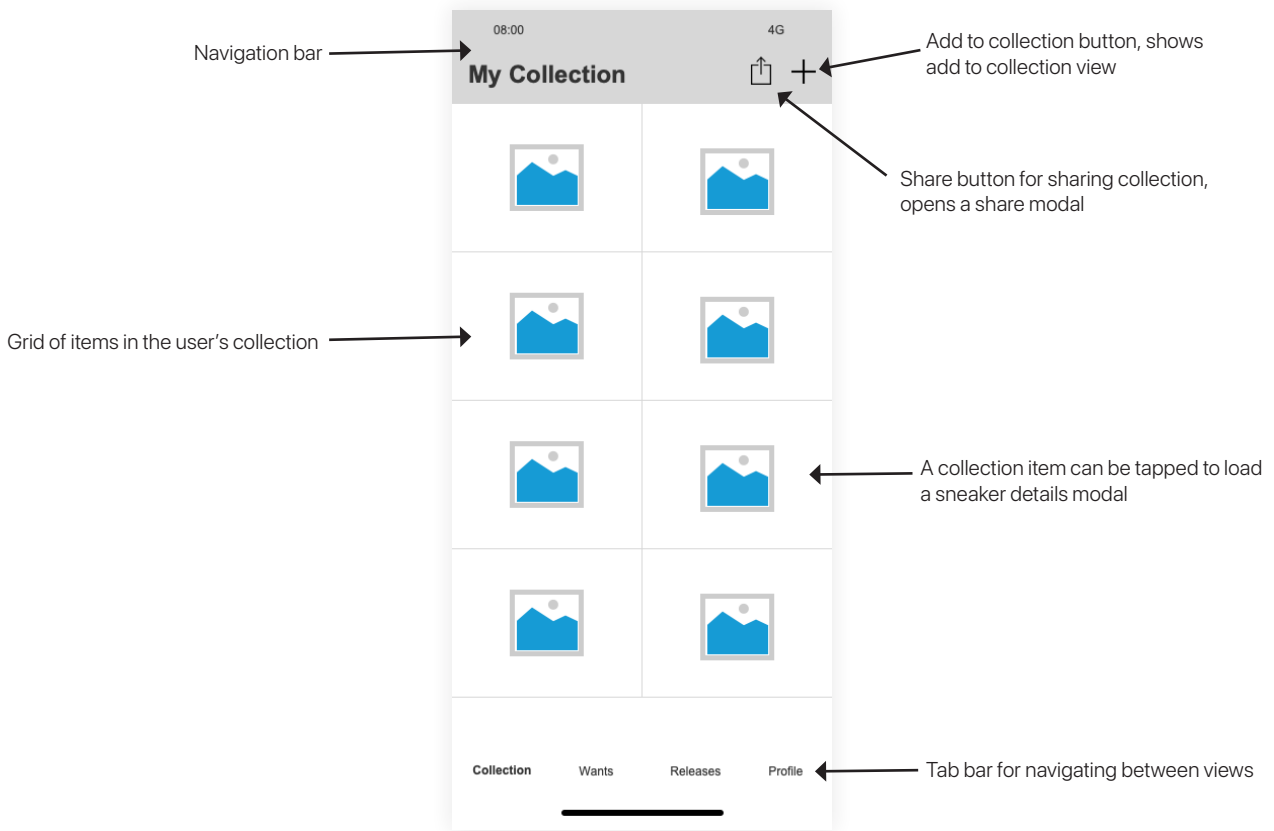 08:00
4G
Navigation bar
My Collection
Add to collection button, shows
add to collection view
Share button for sharing collection,
opens a share modal
Grid of items in the user’s collection
A collection item can be tapped to load
a sneaker details modal
Collection
Wants
Releases
Profile
Tab bar for navigating between views